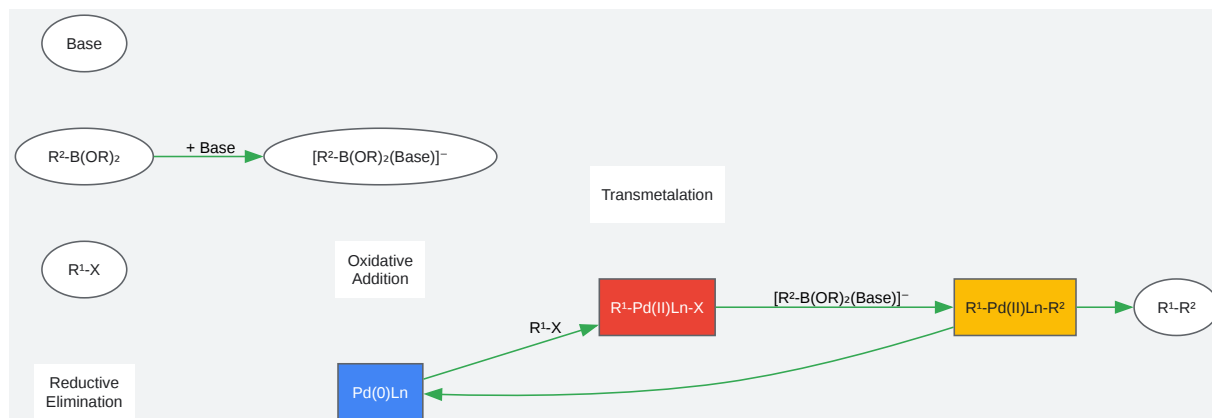 Base
R²-B(OR)₂
+ Base
[R²-B(OR)₂(Base)]⁻
Transmetalation
R¹-X
Oxidative
Addition
R¹-Pd(II)Ln-X
[R²-B(OR)₂(Base)]⁻
R¹-Pd(II)Ln-R²
R¹-R²
R¹-X
Reductive
Elimination
Pd(0)Ln